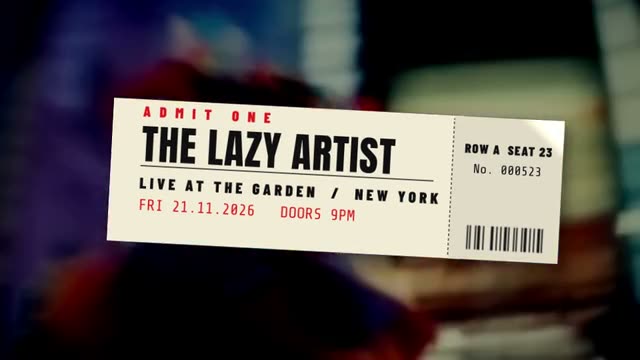 ADMIT ONE
THE LAZY ARTIST
LIVE AT THE GARDEN / NEW YORK
FRI 21.11.2026 DOORS 9PM
ROW A SEAT 23
No. 000523